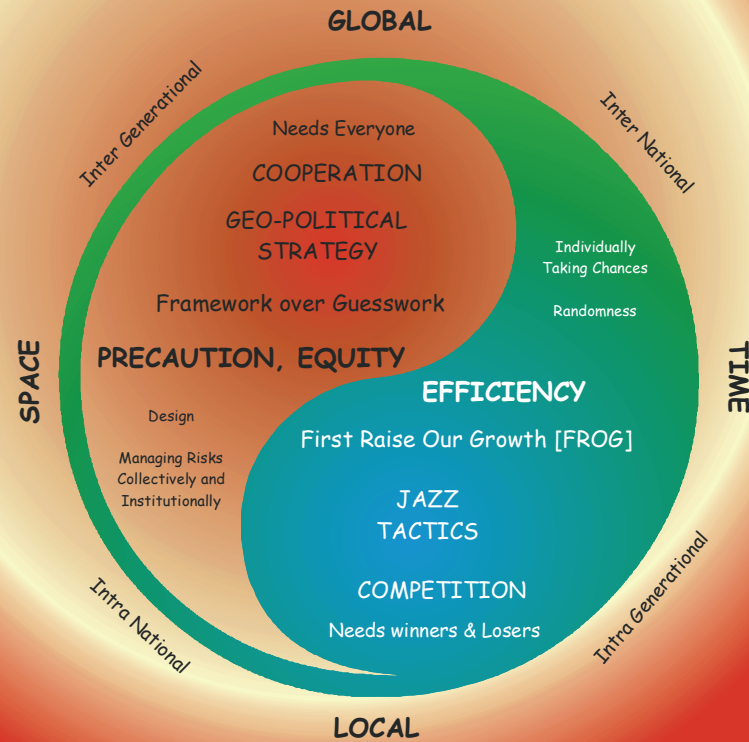 GLOBAL
Inter Generational
Inter National
Needs Everyone
COOPERATION
GEO-POLITICAL
STRATEGY
Framework over Guesswork
PRECAUTION, EQUITY
Design
Managing Risks
Collectively and
Institutionally
Individually
Taking Chances
Randomness
SPACE
TIME
EFFICIENCY
First Raise Our Growth [FROG]
JAZZ
TACTICS
COMPETITION
Needs winners & Losers
Intra National
Intra Generational
LOCAL